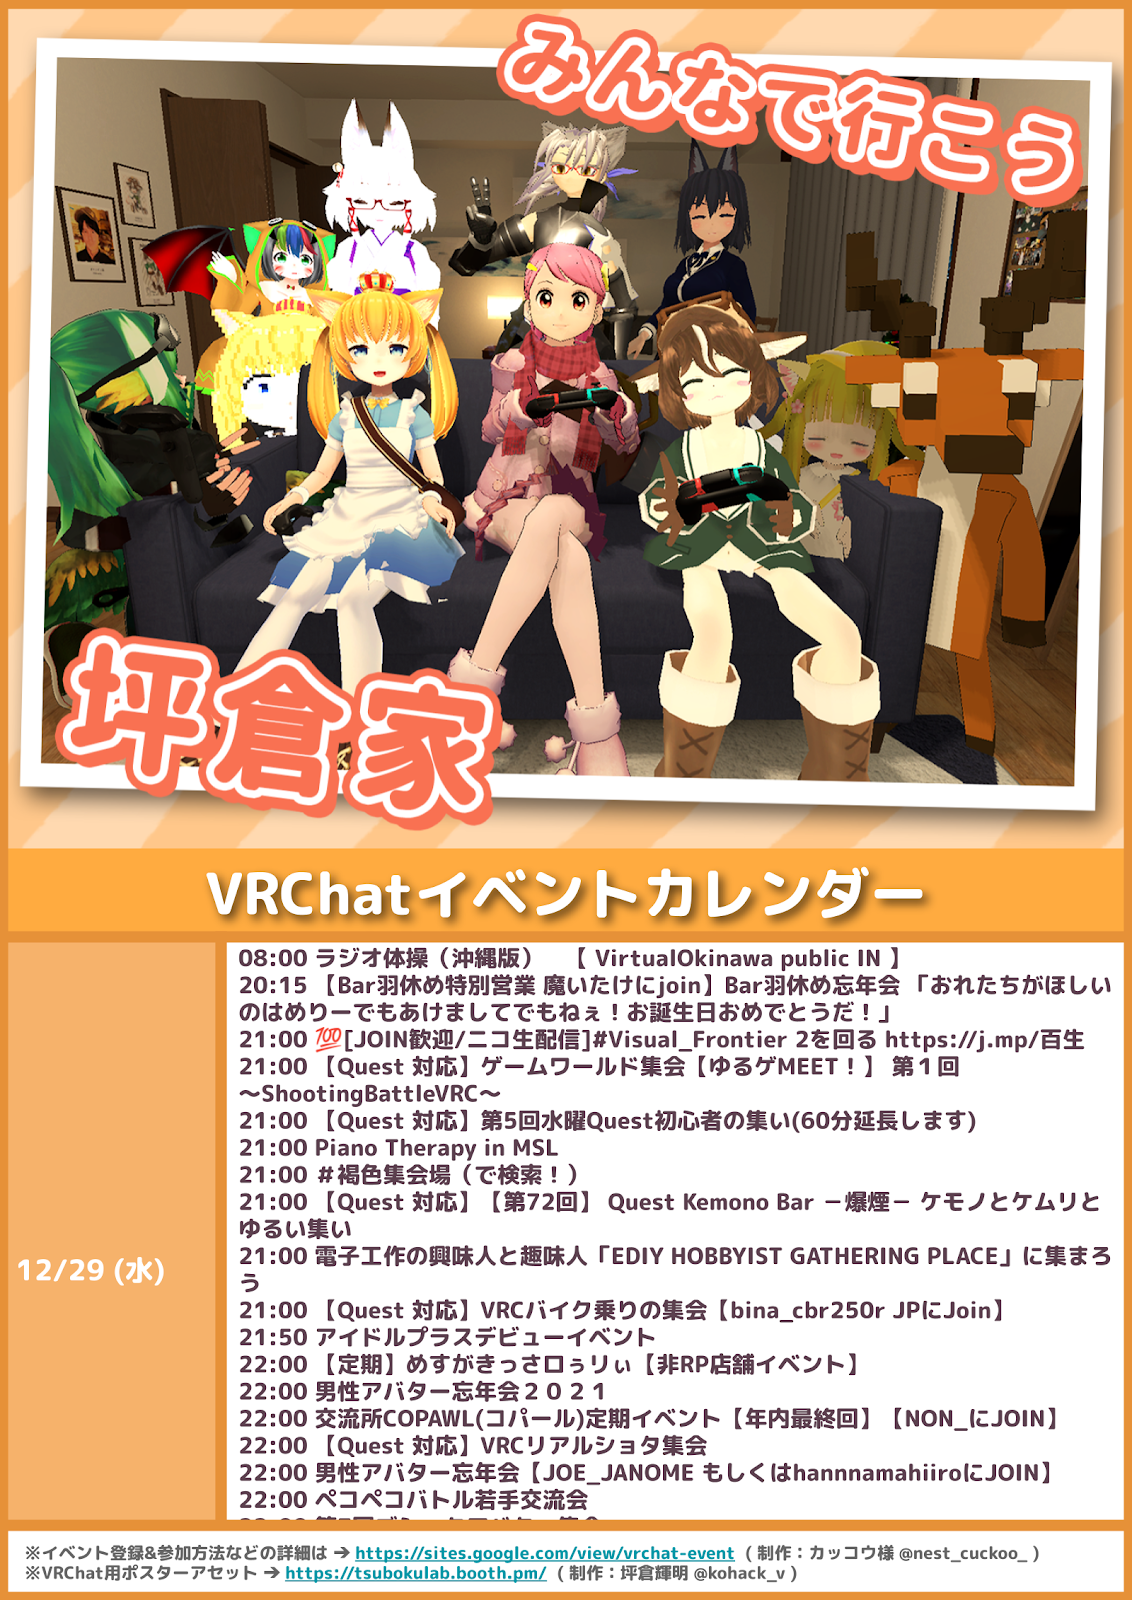 みんなで行こう
坪倉家
VRChatイベントカレンダー
12/29 (水)
08:00 ラジオ体操（沖縄版）　【 VirtualOkinawa public IN 】
20:15 【Bar羽休め特別営業 魔いたけにjoin】Bar羽休め忘年会 「おれたちがほしい
のはめりーでもあけましてでもねぇ！お誕生日おめでとうだ！」
21:00 💯[JOIN歓迎/ニコ生配信]#Visual_Frontier 2を回る https://j.mp/百生
21:00 【Quest 対応】ゲームワールド集会【ゆるゲMEET！】 第１回
～ShootingBattleVRC～
21:00 【Quest 対応】第5回水曜Quest初心者の集い(60分延長します)
21:00 Piano Therapy in MSL
21:00 ＃褐色集会場（で検索！）
21:00 【Quest 対応】【第72回】 Quest Kemono Bar －爆煙－ ケモノとケムリと
ゆるい集い
21:00 電子工作の興味人と趣味人「EDIY HOBBYIST GATHERING PLACE」に集まろ
う
21:00 【Quest 対応】VRCバイク乗りの集会【bina_cbr250r JPにJoin】
21:50 アイドルプラスデビューイベント
22:00 【定期】めすがきっさロぅリぃ【非RP店舗イベント】
22:00 男性アバター忘年会２０２１
22:00 交流所COPAWL(コパール)定期イベント【年内最終回】【NON_にJOIN】
22:00 【Quest 対応】VRCリアルショタ集会
22:00 男性アバター忘年会【JOE_JANOME もしくはhannnamahiiroにJOIN】
22:00 ペコペコバトル若手交流会
※イベント登録&参加方法などの詳細は → https://sites.google.com/view/vrchat-event （ 制作：カッコウ様 @nest_cuckoo_ ）
※VRChat用ポスターアセット → https://tsubokulab.booth.pm/ （ 制作：坪倉輝明 @kohack_v ）